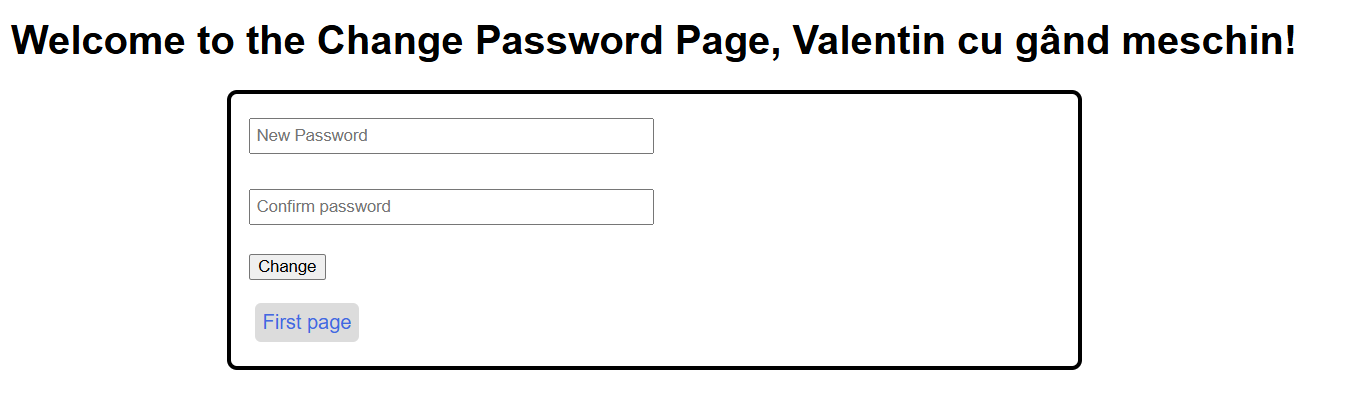 Welcome to the Change Password Page, Valentin cu gând meschin!
New Password
Confirm password
Change
First page